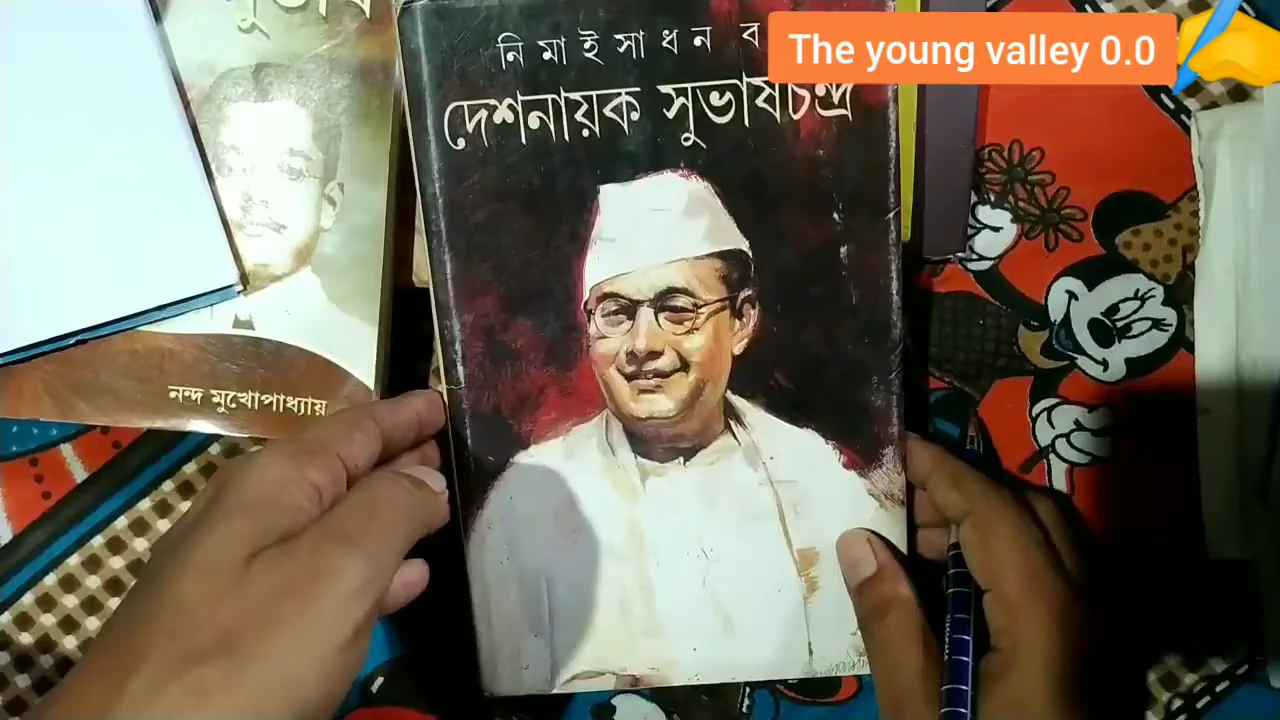 The young valley 0.0
নিমাইসাধন
দেশনায়ক সুভাষচন্দ্র
নন্দ মুখোপাধ্যায়